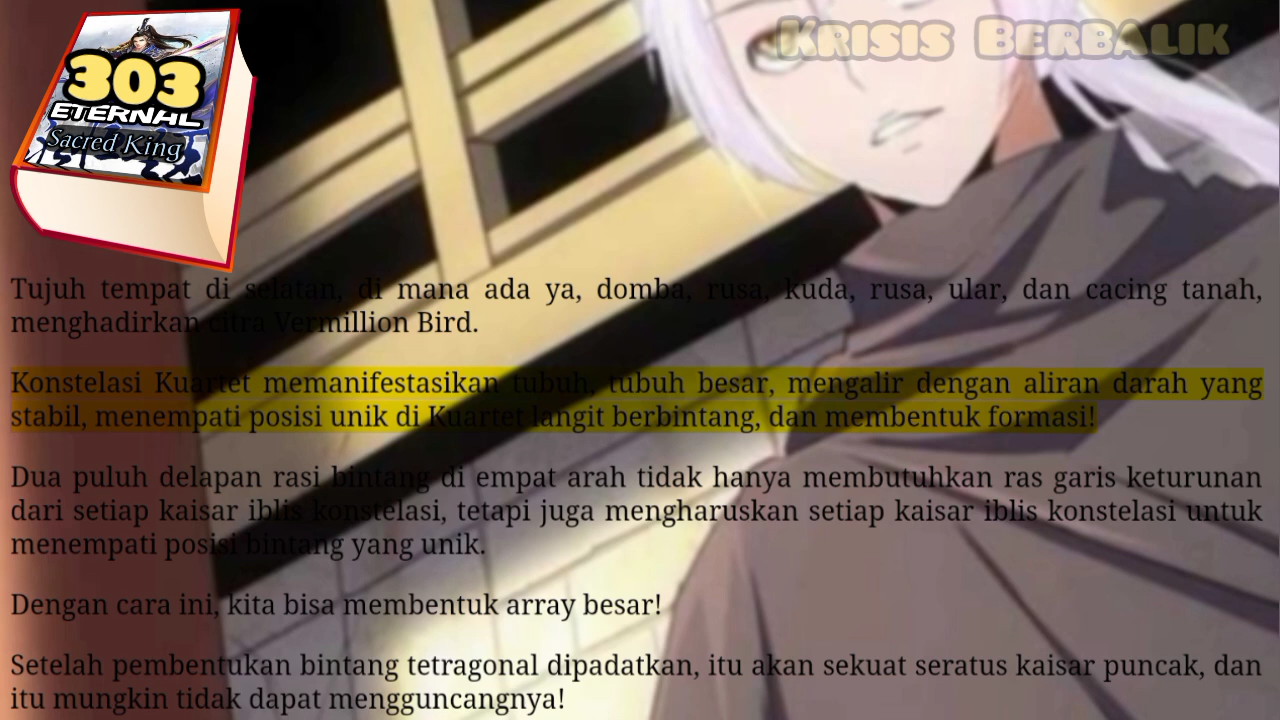 Krisis Berbalik
303
ETERNAL
Sacred King
Tujuh tempat di selatan, di mana ada ya, domba, rusa, kuda, rusa, ular, dan cacing tanah,
menghadirkan citra Vermillion Bird.
Konstelasi Kuartet memanifestasikan tubuh, tubuh besar, mengalir dengan aliran darah yang
stabil, menempati posisi unik di Kuartet langit berbintang, dan membentuk formasi!
Dua puluh delapan rasi bintang di empat arah tidak hanya membutuhkan ras garis keturunan
dari setiap kaisar iblis konstelasi, tetapi juga mengharuskan setiap kaisar iblis konstelasi untuk
menempati posisi bintang yang unik.
Dengan cara ini, kita bisa membentuk array besar!
Setelah pembentukan bintang tetragonal dipadatkan, itu akan sekuat seratus kaisar puncak, dan
itu mungkin tidak dapat mengguncangnya!